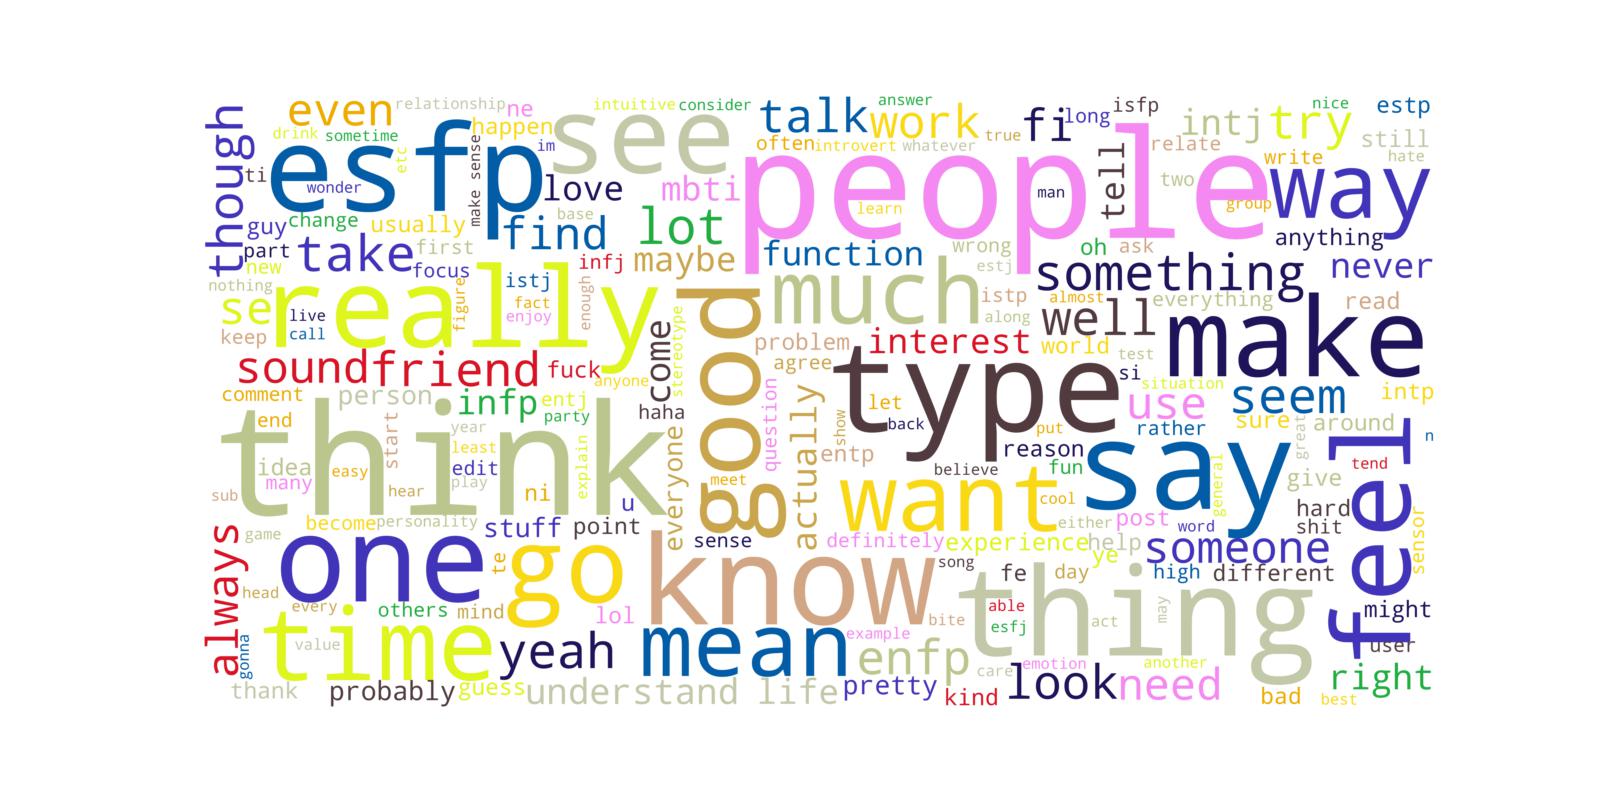 though
even
relationship
ne
intuitive
consider
talk
answer
work
fi
long
isfp
intj
try
nice
estp
drink
sometime
happen
see
often
introvert
whatever
true
tell
relate
still
hate
write
esfp
etc
make sense
im
love
mbti
people
man
two
group
way
ti
wonder
guy
change
usually
base
find
lot
learn
anything
part
take
first
infj
maybe
function
wrong
oh
ask
estj
something
never
new
focus
nothing
se
really
figure
istj
fact
enjoy
enough
good
much
istp
along
almost
everything
read
live
call
keep
well
make
sound
friend
fuck
anyone
come
stereotype
problem
agree
interest
world
test
si
situation
comment
person
infp
entj
party
haha
type
let
back
use
seem
intp
end
start
year
least
think
question
actually
show
put
rather
sure
great
around
n
idea
many
easy
hear
edit
play
explain
everyone
meet
entp
reason
believe
fun
say
general
give
tend
feel
sub
ni
u
want
cool
hard
shit
sensor
always
game
become
personality
stuff
point
sense
definitely
experience
either
post
word
help
ye
someone
one
te
go
know
song
fe
day
high
different
head
every
others
mind
lol
bite
able
esfj
thing
act
may
might
user
gonna
time
value
yeah
mean
example
enfp
care
emotion
another
look
need
right
thank
probably
guess
understand
life
pretty
kind
bad
best